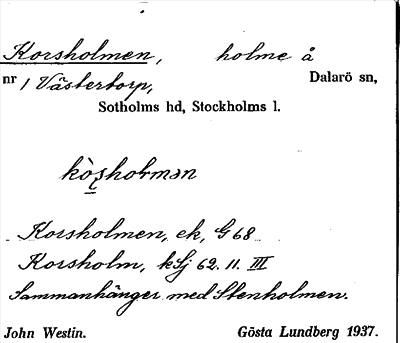 Korsholmen, holme å
nr 1 Västertorp, Dalarö sn,
Sotholms hd, Stockholms l.
Korsholmen, ek, G 68
Korsholm, kSj 62. 11. III
Sammanhänger med Stenholmen.
John Westin. Gösta Lundberg 1937.